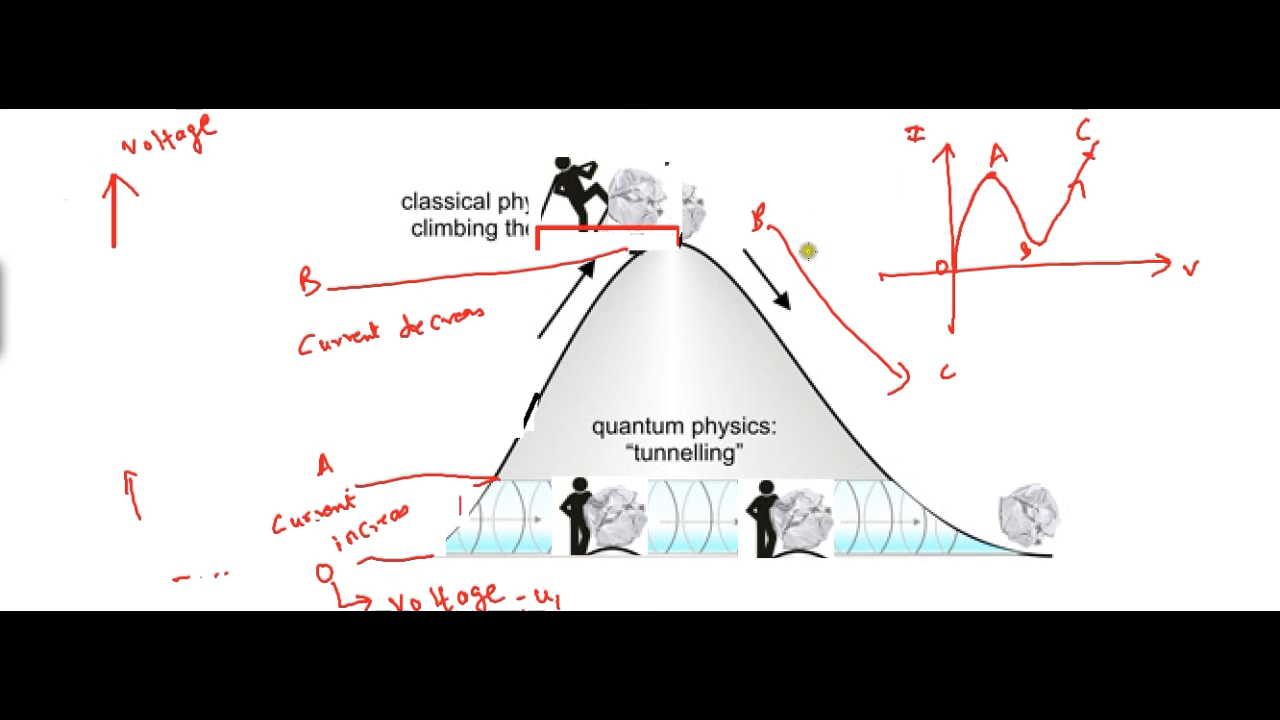 voltage
I
A
C
B
V
O
classical phy
climbing the
B
B
Current decreas
C
quantum physics:
"tunnelling"
A
Current
increas
O
voltage